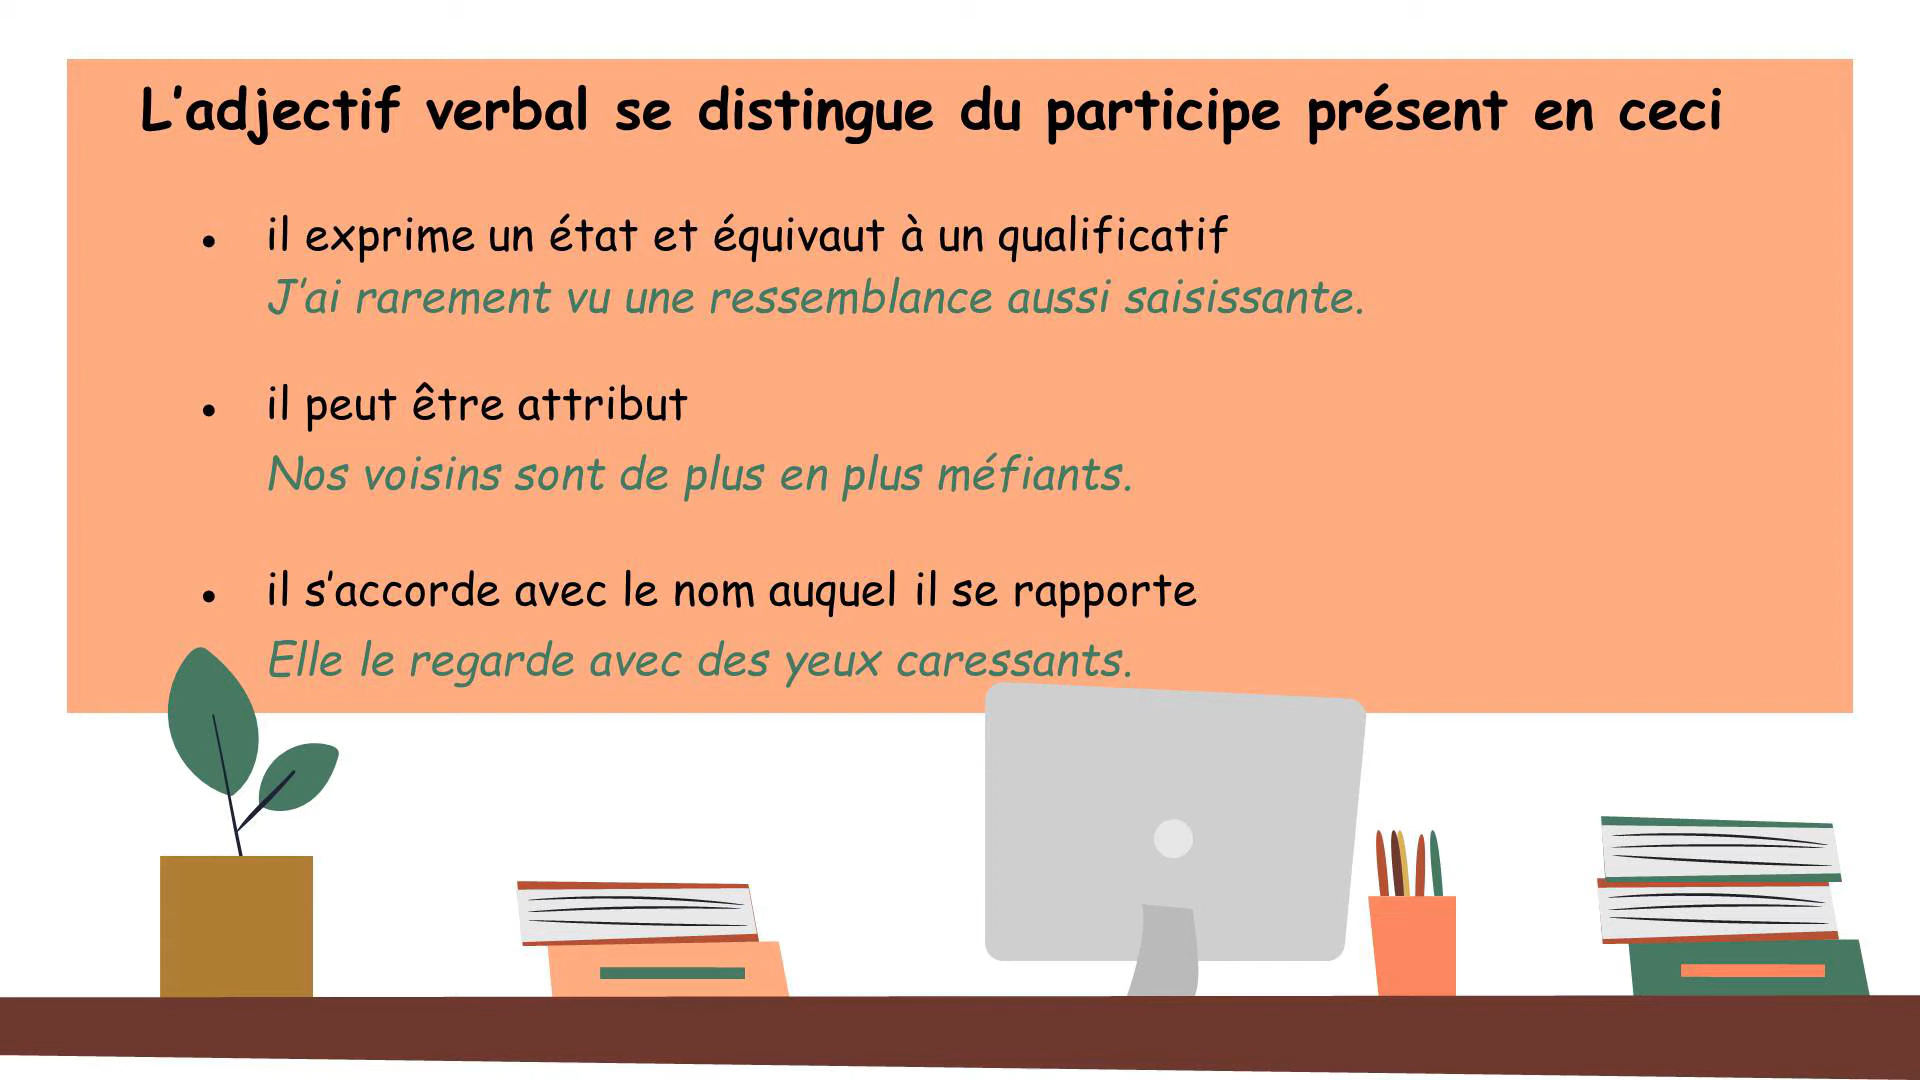 L’adjectif verbal se distingue du participe présent en ceci
• il exprime un état et équivaut à un qualificatif
J’ai rarement vu une ressemblance aussi saisissante.
• il peut être attribut
Nos voisins sont de plus en plus méfiants.
• il s’accorde avec le nom auquel il se rapporte
Elle le regarde avec des yeux caressants.